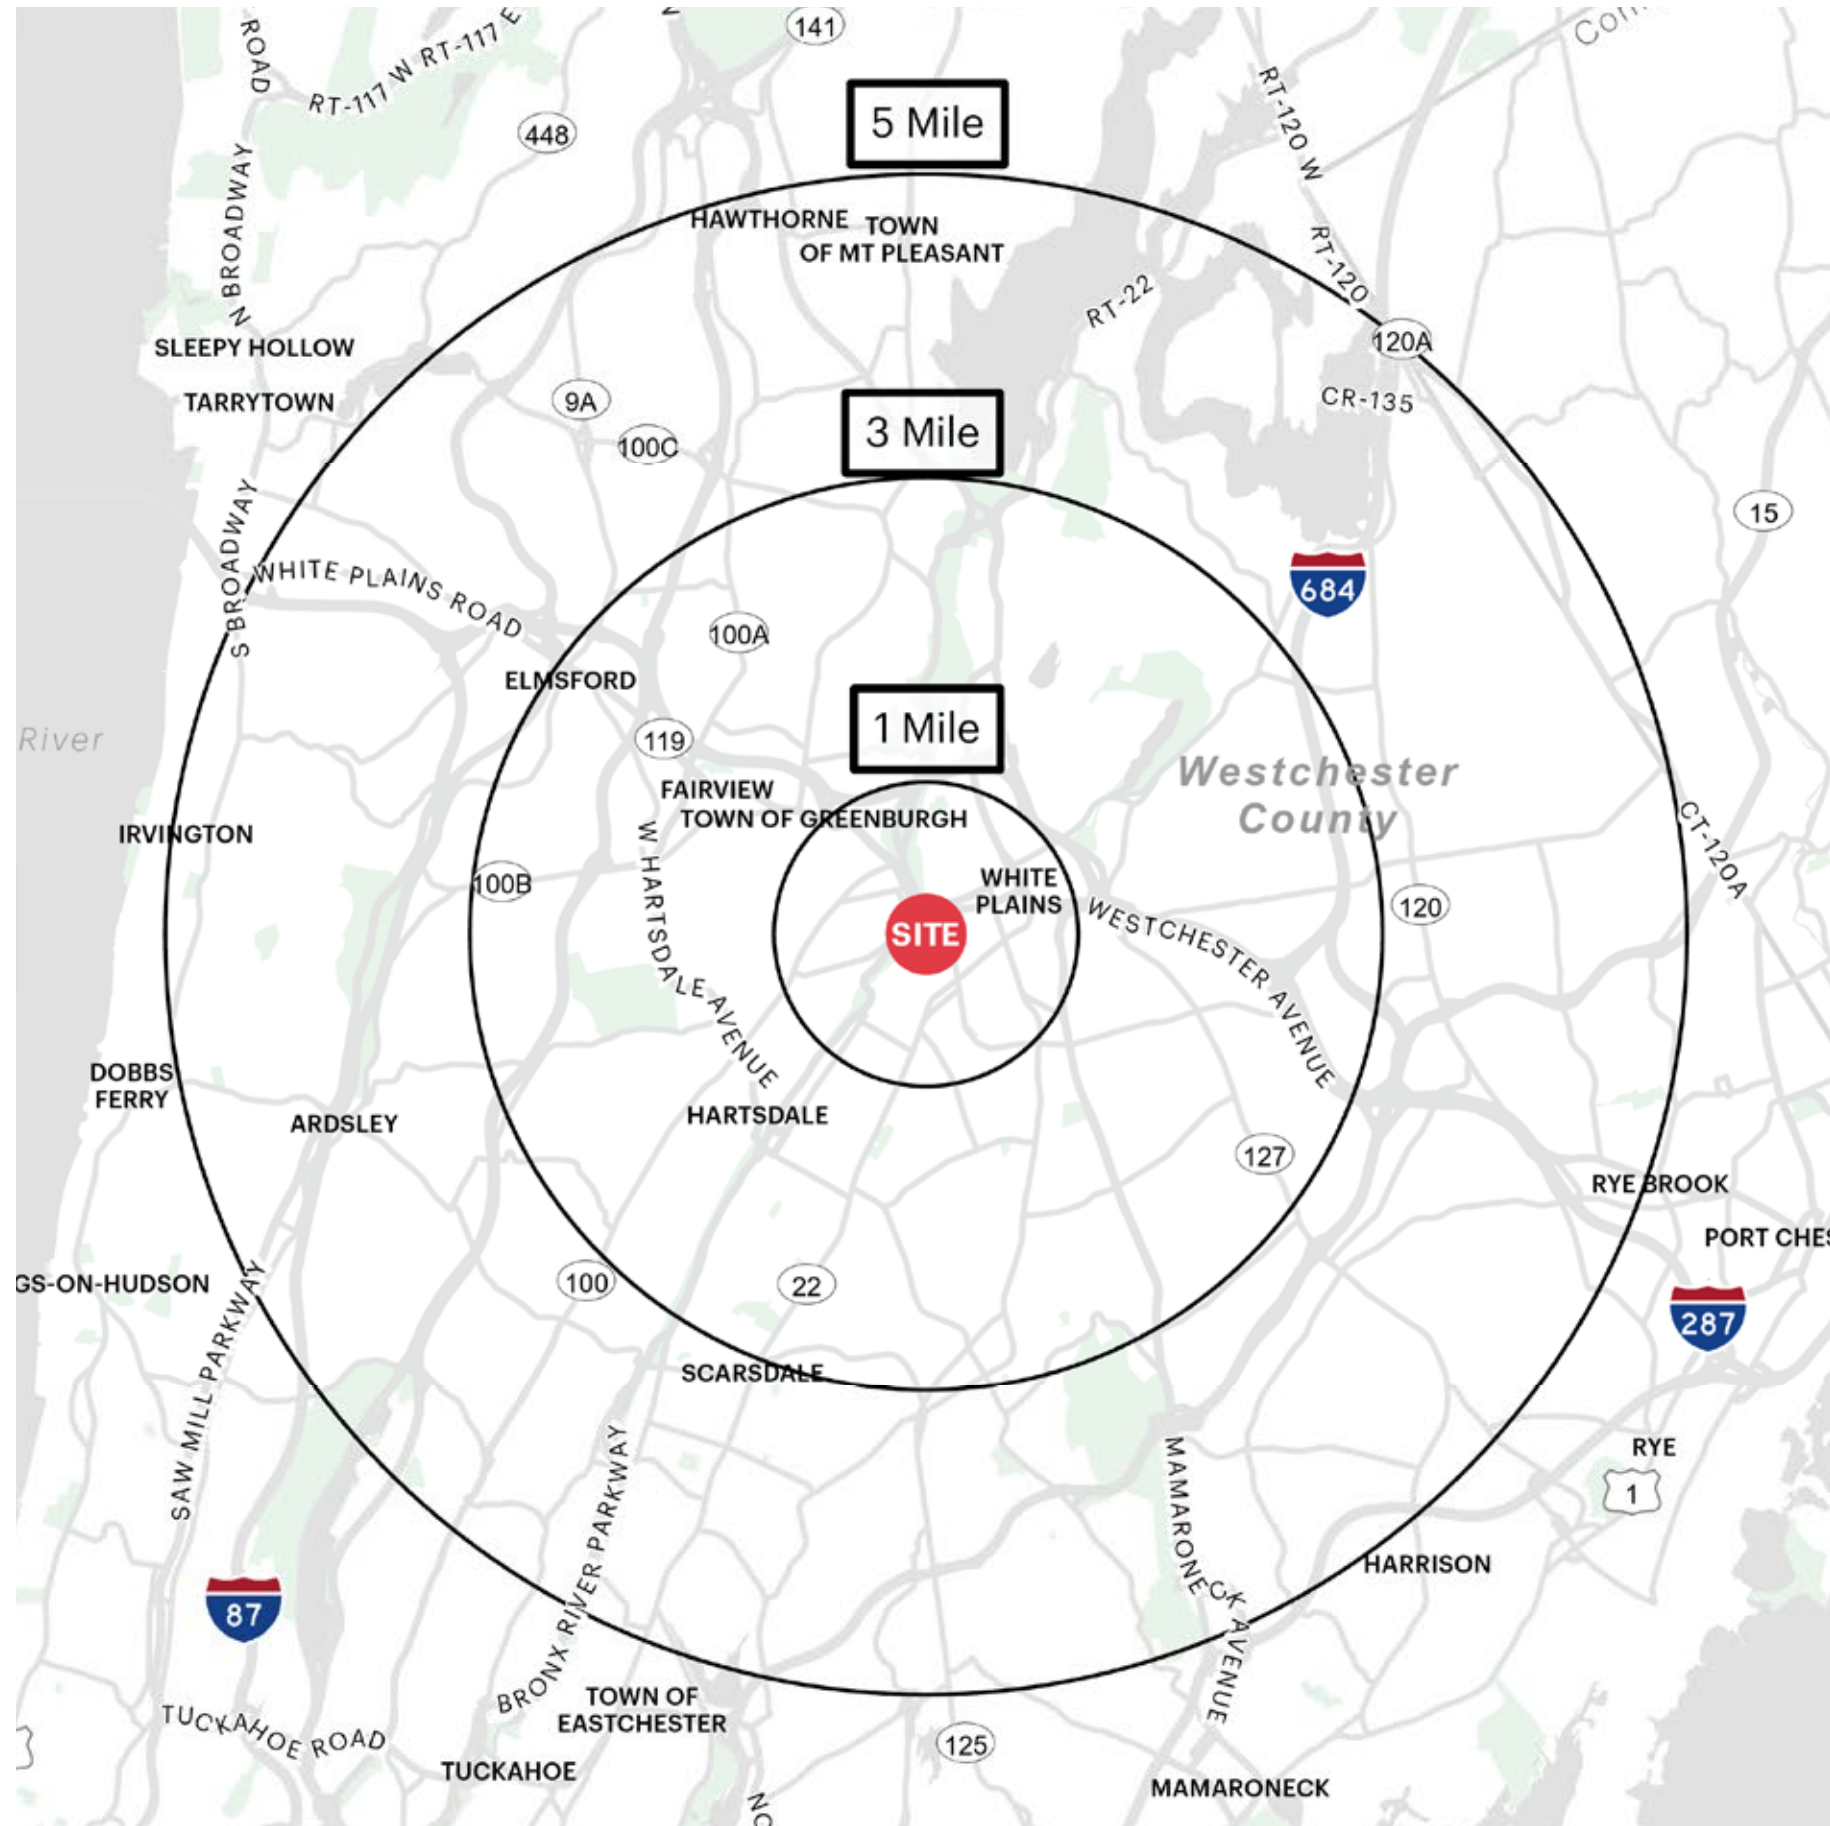 ROAD
RT-117 W RT-117 E
141
448
5 Mile
RT-120 W
N BROADWAY
HAWTHORNE
TOWN
OF MT PLEASANT
RT-22
RT-120
120A
SLEEPY HOLLOW
TARRYTOWN
9A
100C
3 Mile
CR-135
15
S BROADWAY
WHITE PLAINS ROAD
684
100A
ELMSFORD
119
1 Mile
River
Westchester
County
FAIRVIEW
TOWN OF GREENBURGH
IRVINGTON
CT-120A
100B
W HARTSDALE AVENUE
WHITE
PLAINS
SITE
WESTCHESTER AVENUE
120
DOBBS
FERRY
ARDSLEY
HARTSDALE
127
RYE BROOK
PORT CHES
GS-ON-HUDSON
100
22
287
SAW MILL PARKWAY
SCARSDALE
BRONX RIVER PARKWAY
MAMARONECK AVENUE
RYE
1
HARRISON
87
TUCKAHOE ROAD
TOWN OF
EASTCHESTER
125
TUCKAHOE
MAMARONECK